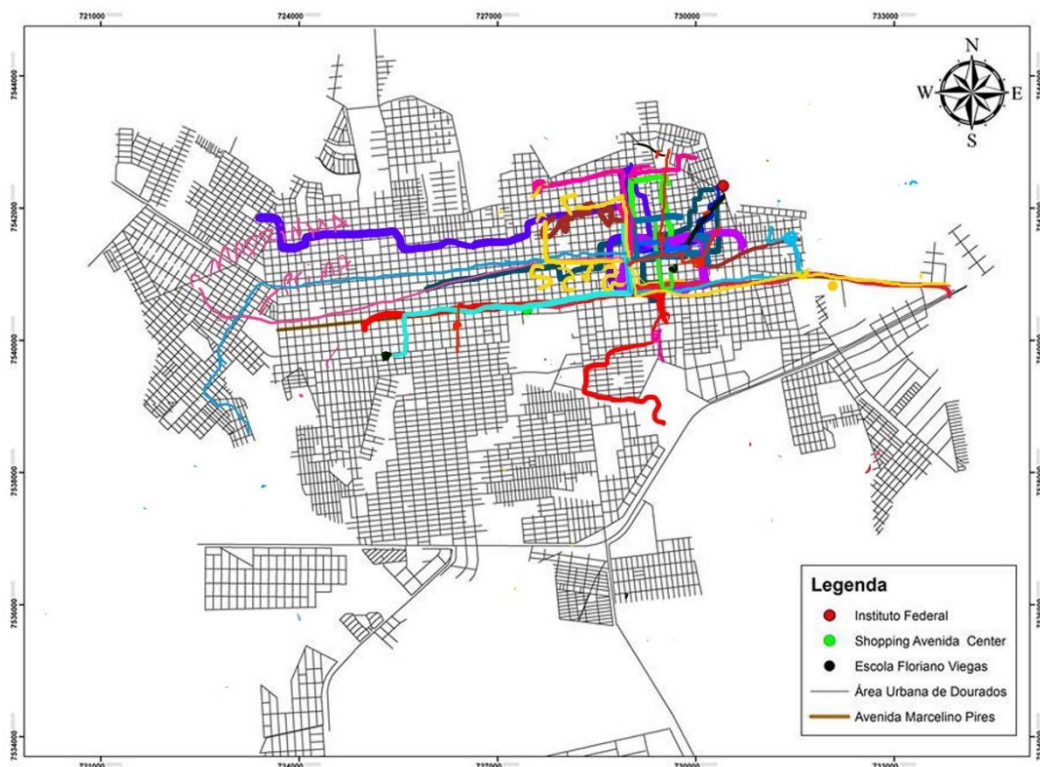 721000 724000 727000 730000 733000
N
W E
S
7544000
7542000
7540000
7538000
7536000
7534000
Legenda
Instituto Federal
Shopping Avenida Center
Escola Floriano Viegas
Área Urbana de Dourados
Avenida Marcelino Pires
721000 724000 727000 730000 733000